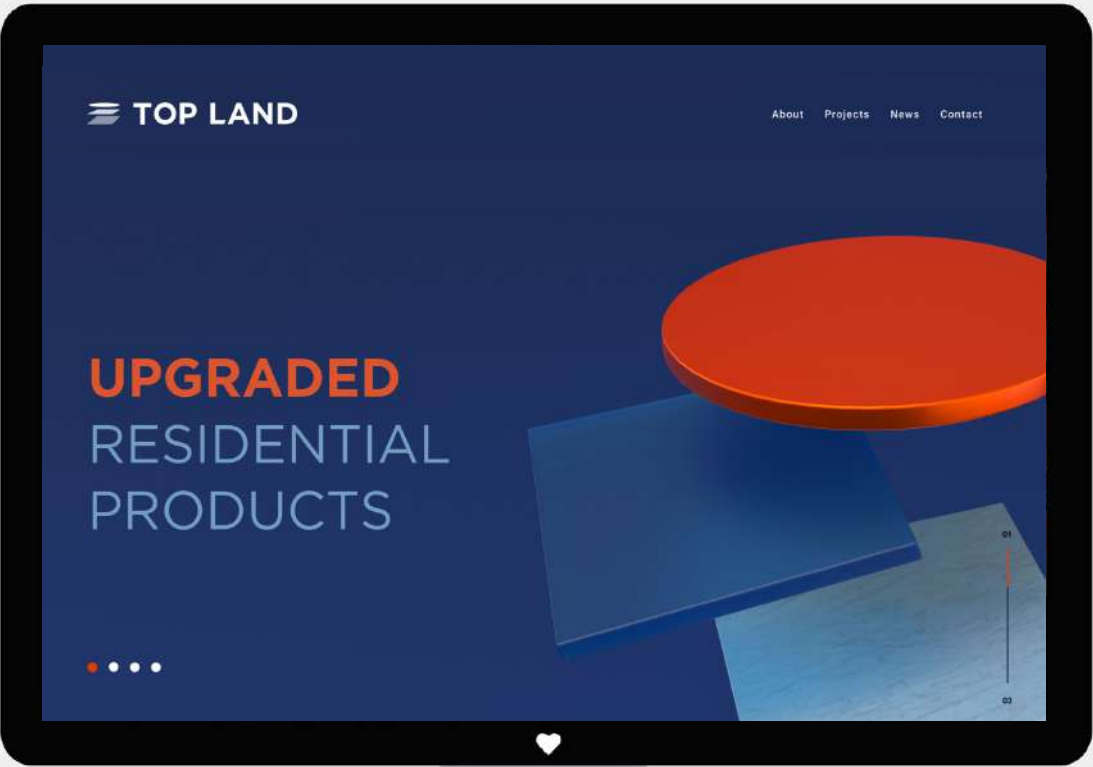 TOP LAND
About Projects News Contact
UPGRADED
RESIDENTIAL
PRODUCTS
01
03